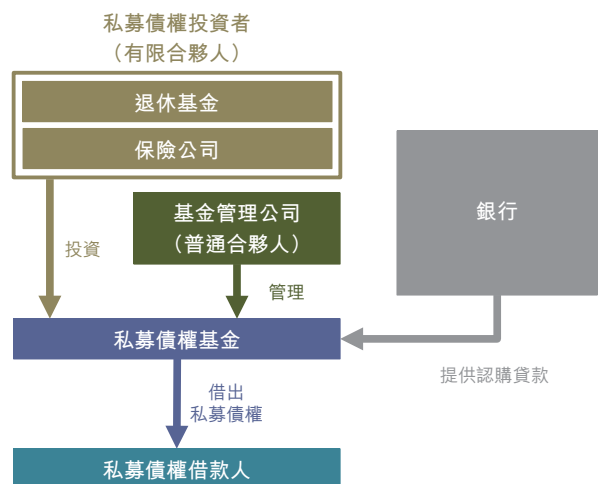 私募債權投資者
（有限合夥人）
退休基金
保險公司
基金管理公司
（普通合夥人）
銀行
投資
管理
私募債權基金
提供認購貸款
借出
私募債權
私募債權借款人